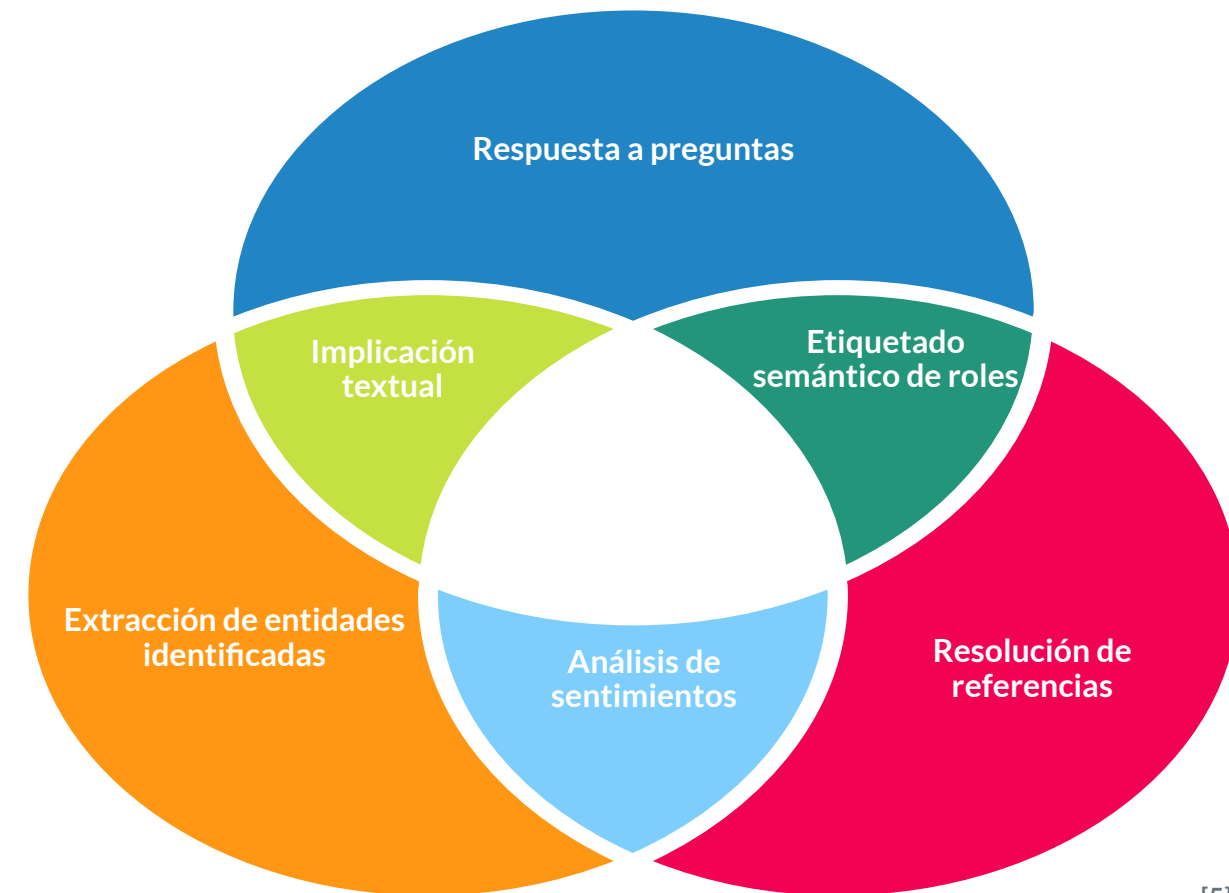 Respuesta a preguntas
Implicación
textual
Etiquetado
semántico de roles
Extracción de entidades
identificadas
Análisis de
sentimientos
Resolución de
referencias